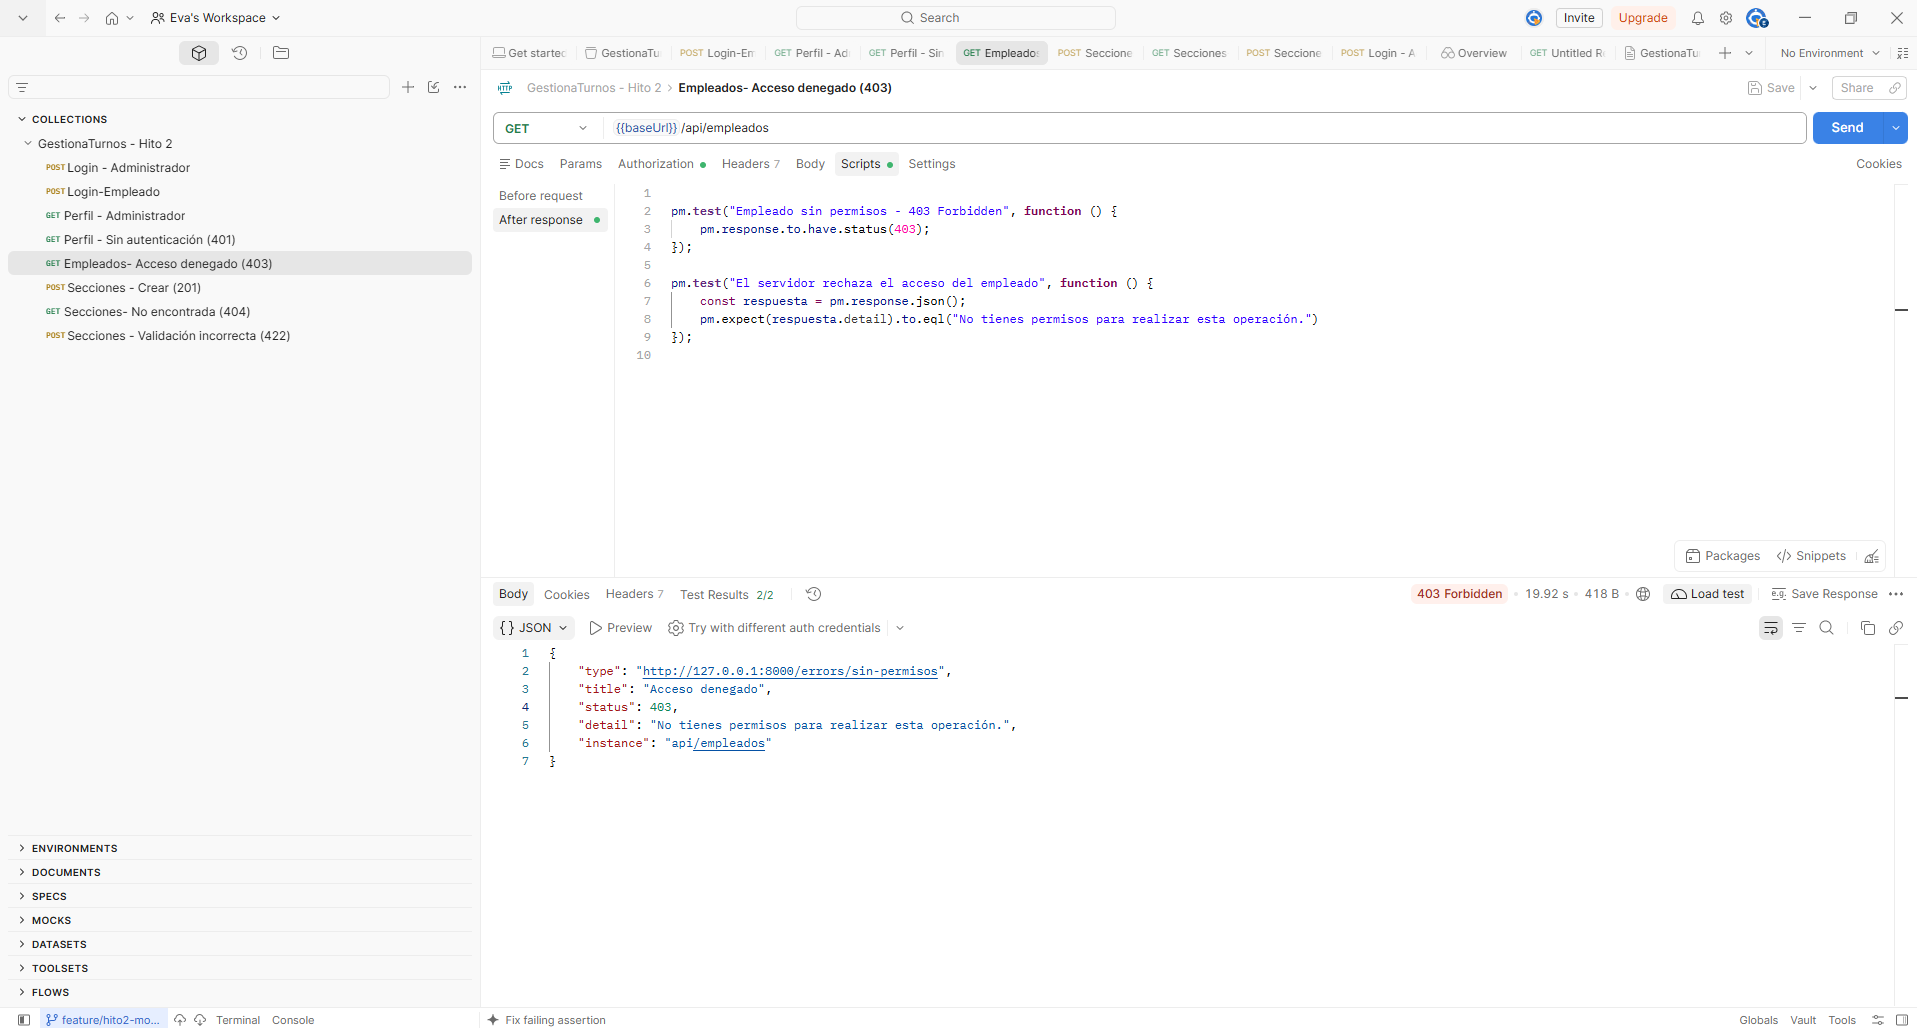 Eva's Workspace
Search
Invite
Upgrade
Get started
GestionaTu
POST Login-Em
GET Perfil - Ad
GET Perfil - Sin
GET Empleados
POST Seccione
GET Secciones
POST Seccione
POST Login - A
Overview
GET Untitled R
GestionaTu
No Environment
COLLECTIONS
GestionaTurnos - Hito 2
POST Login - Administrador
POST Login-Empleado
GET Perfil - Administrador
GET Perfil - Sin autenticación (401)
GET Empleados- Acceso denegado (403)
POST Secciones - Crear (201)
GET Secciones- No encontrada (404)
POST Secciones - Validación incorrecta (422)
ENVIRONMENTS
DOCUMENTS
SPECS
MOCKS
DATASETS
TOOLSETS
FLOWS
HTTP GestionaTurnos - Hito 2 > Empleados- Acceso denegado (403)
Save
Share
GET {{baseUrl}} /api/empleados
Send
Docs Params Authorization Headers 7 Body Scripts Settings
Cookies
Before request
After response
1
2 pm.test("Empleado sin permisos - 403 Forbidden", function () {
3 pm.response.to.have.status(403);
4 });
5
6 pm.test("El servidor rechaza el acceso del empleado", function () {
7 const respuesta = pm.response.json();
8 pm.expect(respuesta.detail).to.eql("No tienes permisos para realizar esta operación.")
9 });
10
Packages
Snippets
Body Cookies Headers 7 Test Results 2/2
403 Forbidden • 19.92 s • 418 B
Load test
e.g. Save Response
{} JSON
Preview
Try with different auth credentials
1 {
2 "type": "http://127.0.0.1:8000/errors/sin-permisos",
3 "title": "Acceso denegado",
4 "status": 403,
5 "detail": "No tienes permisos para realizar esta operación.",
6 "instance": "api/empleados"
7 }
feature/hito2-mo...
Terminal
Console
Fix failing assertion
Globals
Vault
Tools